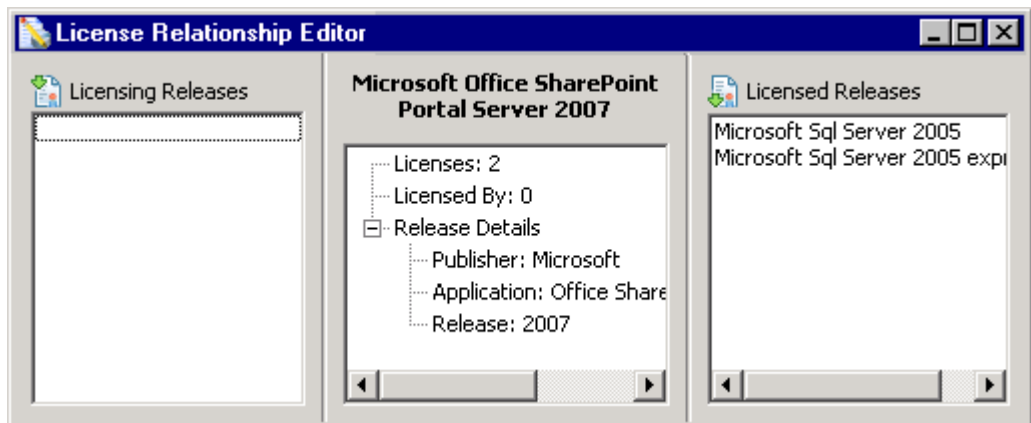 License Relationship Editor
Licensing Releases
Microsoft Office SharePoint
Portal Server 2007
Licenses: 2
Licensed By: 0
Release Details
Publisher: Microsoft
Application: Office Share
Release: 2007
Licensed Releases
Microsoft Sql Server 2005
Microsoft Sql Server 2005